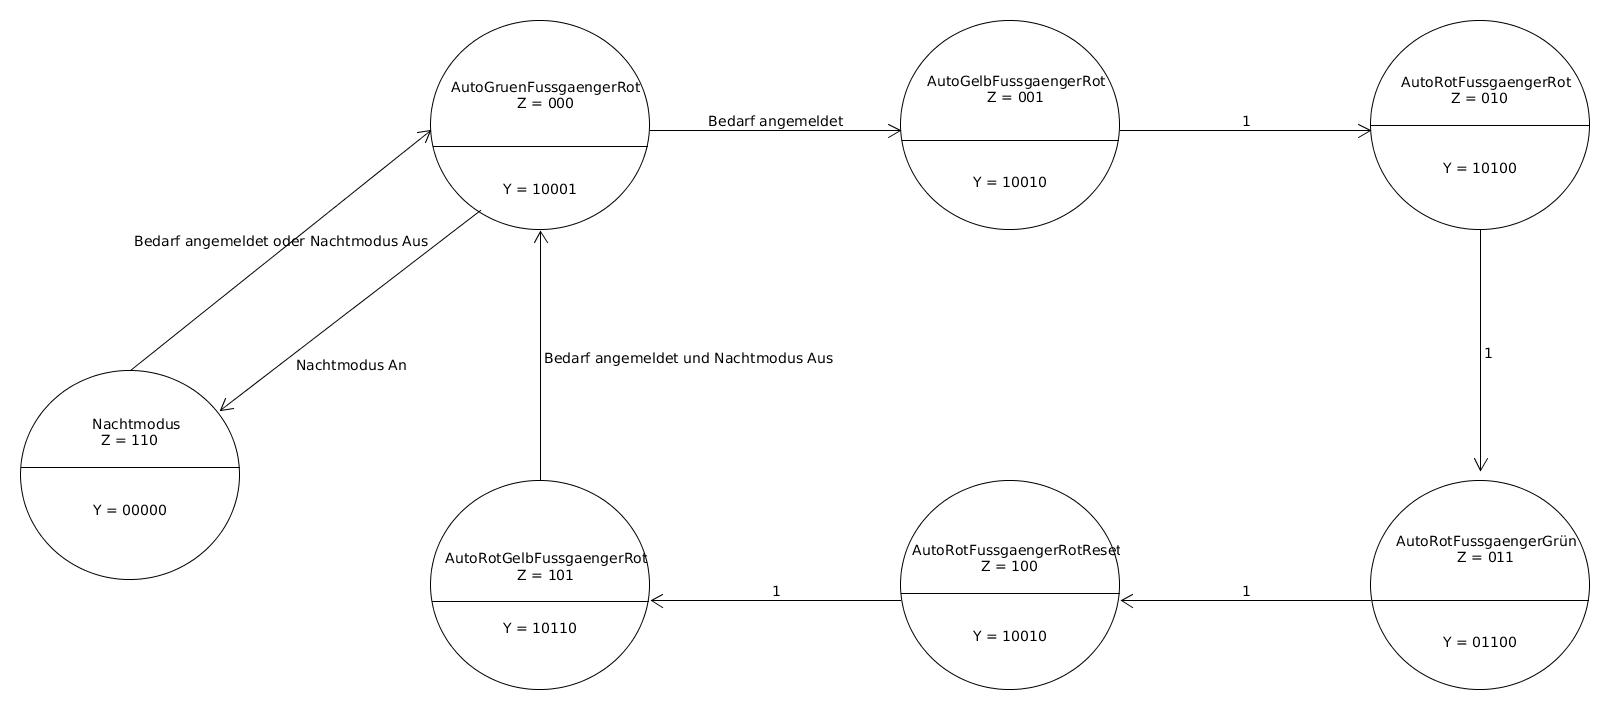 AutoGruenFussgaengerRot
Z = 000
Y = 10001
Bedarf angemeldet
AutoGelbFussgaengerRot
Z = 001
Y = 10010
1
AutoRotFussgaengerRot
Z = 010
Y = 10100
Bedarf angemeldet oder Nachtmodus Aus
Nachtmodus An
Bedarf angemeldet und Nachtmodus Aus
1
Nachtmodus
Z = 110
Y = 00000
AutoRotGelbFussgaengerRot
Z = 101
Y = 10110
1
AutoRotFussgaengerRotReset
Z = 100
Y = 10010
1
AutoRotFussgaengerGrün
Z = 011
Y = 01100